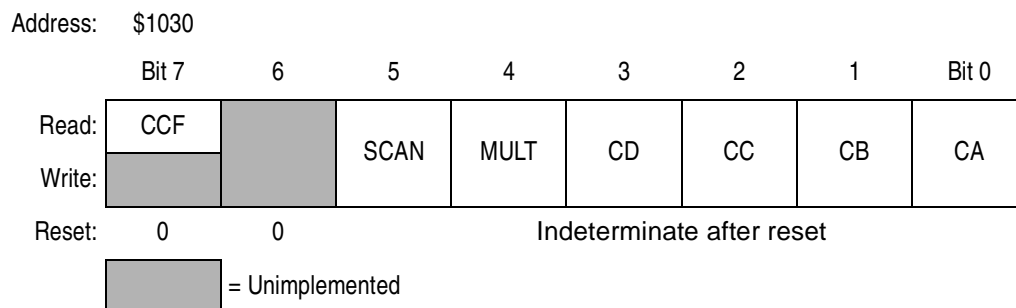 Address: $1030
Bit 7 6 5 4 3 2 1 Bit 0
Read: CCF
SCAN MULT CD CC CB CA
Write:
Reset: 0 0 Indeterminate after reset
= Unimplemented